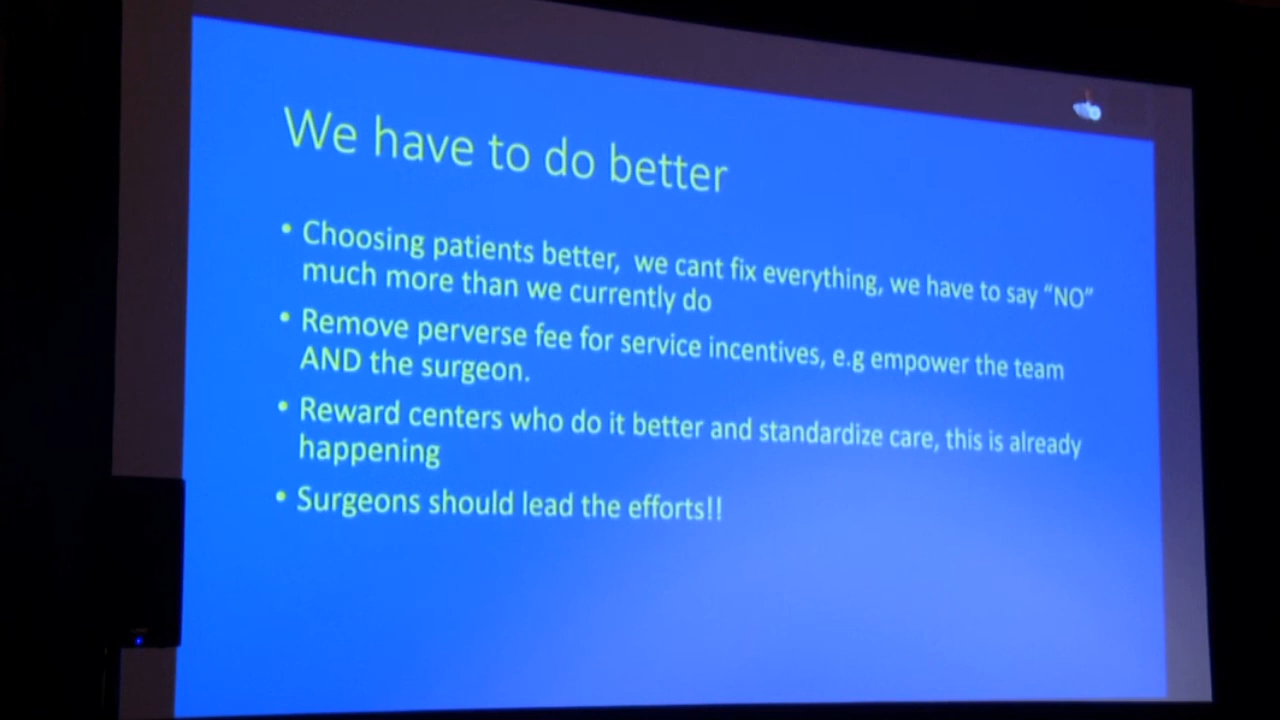 We have to do better
• Choosing patients better, we cant fix everything, we have to say “NO”
much more than we currently do
• Remove perverse fee for service incentives, e.g empower the team
AND the surgeon.
• Reward centers who do it better and standardize care, this is already
happening
• Surgeons should lead the efforts!!